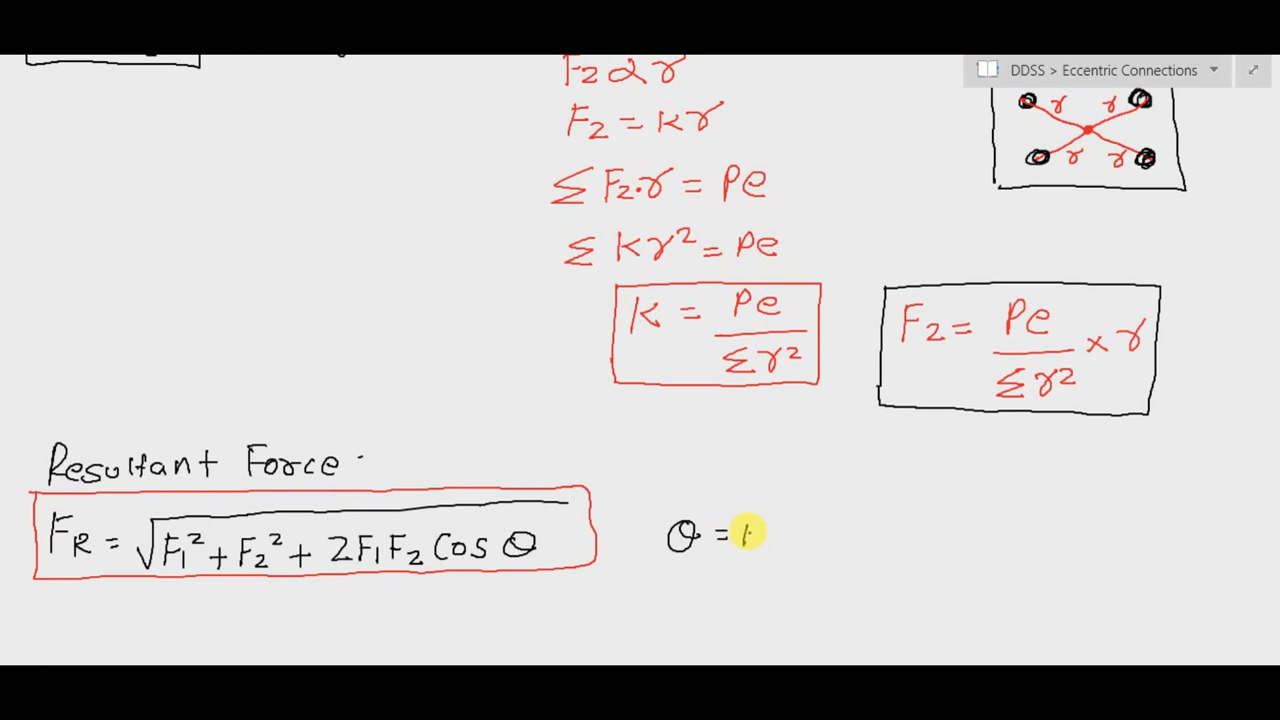 DDSS > Eccentric Connections
F2 α r
F2 = Kr
r r
r r
Σ F2.r = Pe
Σ Kr² = Pe
K = Pe / Σr²
F2 = Pe / Σr² × r
Resultant Force
FR = √F1² + F2² + 2F1F2 Cos θ
θ =